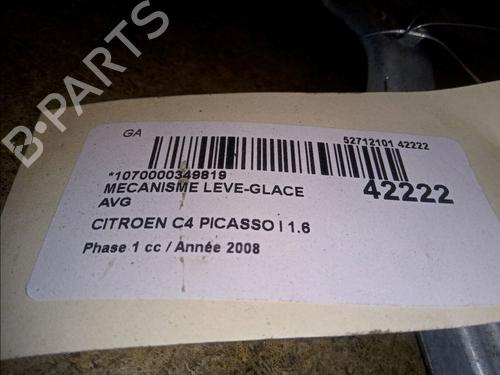 GA
52712101 42222
*1070000349819
MECANISME LEVE-GLACE
AVG
42222
CITROEN C4 PICASSO I 1.6
Phase 1 cc / Année 2008
B-PARTS